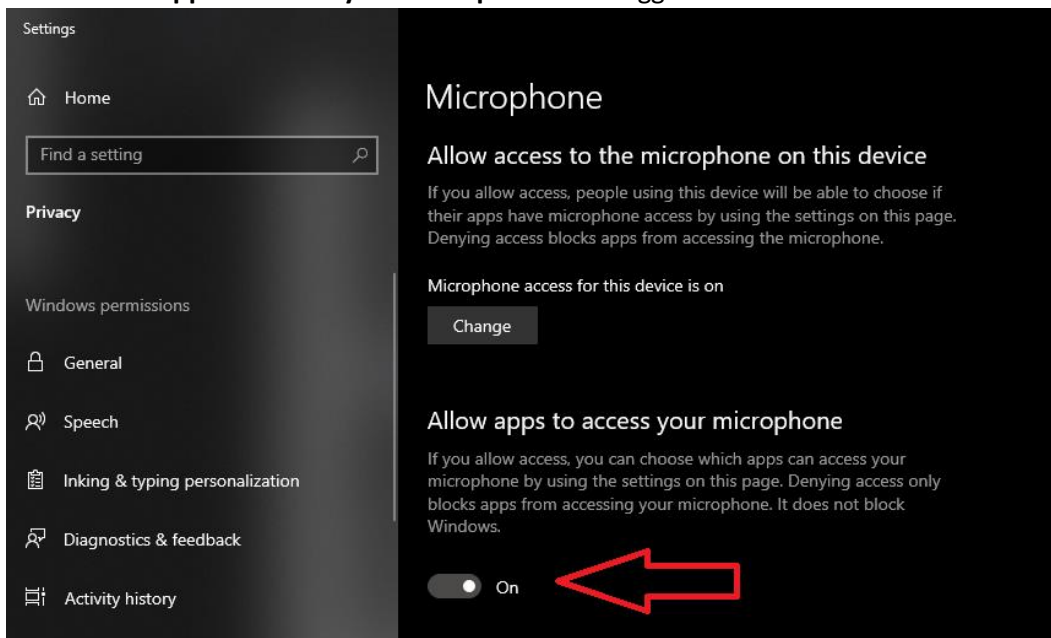 Settings
Home
Find a setting
Privacy
Windows permissions
General
Speech
Inking & typing personalization
Diagnostics & feedback
Activity history
Microphone
Allow access to the microphone on this device
If you allow access, people using this device will be able to choose if
their apps have microphone access by using the settings on this page.
Denying access blocks apps from accessing the microphone.
Microphone access for this device is on
Change
Allow apps to access your microphone
If you allow access, you can choose which apps can access your
microphone by using the settings on this page. Denying access only
blocks apps from accessing your microphone. It does not block
Windows.
On